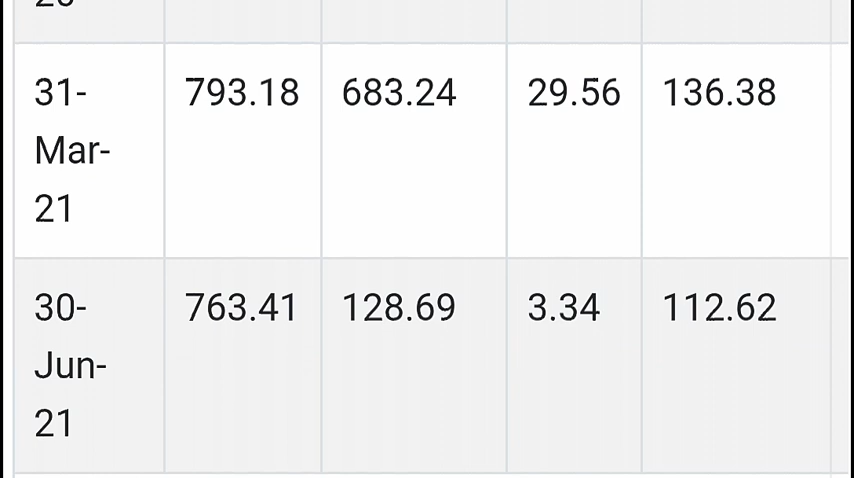 31- 793.18 683.24 29.56 136.38
Mar-
21
30- 763.41 128.69 3.34 112.62
Jun-
21